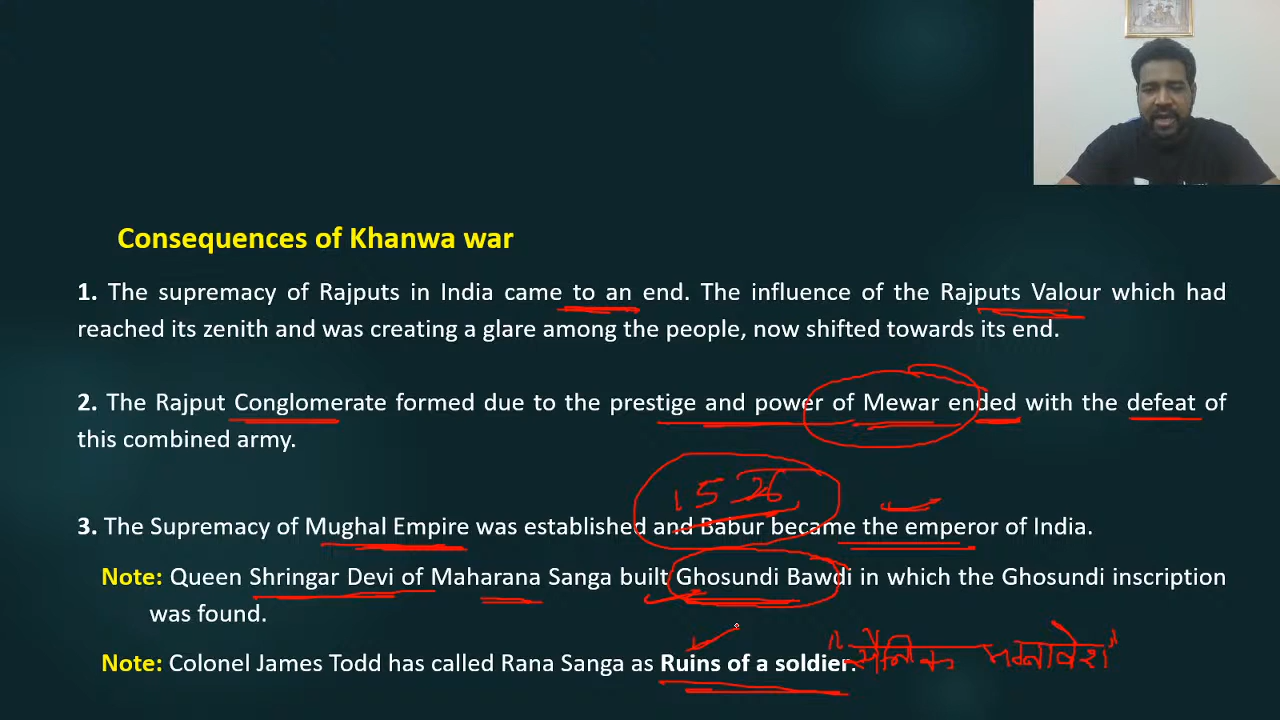 Consequences of Khanwa war
1. The supremacy of Rajputs in India came to an end. The influence of the Rajputs Valour which had
reached its zenith and was creating a glare among the people, now shifted towards its end.
2. The Rajput Conglomerate formed due to the prestige and power of Mewar ended with the defeat of
this combined army.
1526
3. The Supremacy of Mughal Empire was established and Babur became the emperor of India.
Note: Queen Shringar Devi of Maharana Sanga built Ghosundi Bawdi in which the Ghosundi inscription
was found.
Note: Colonel James Todd has called Rana Sanga as Ruins of a soldier. "सैनिक भग्नावेश"